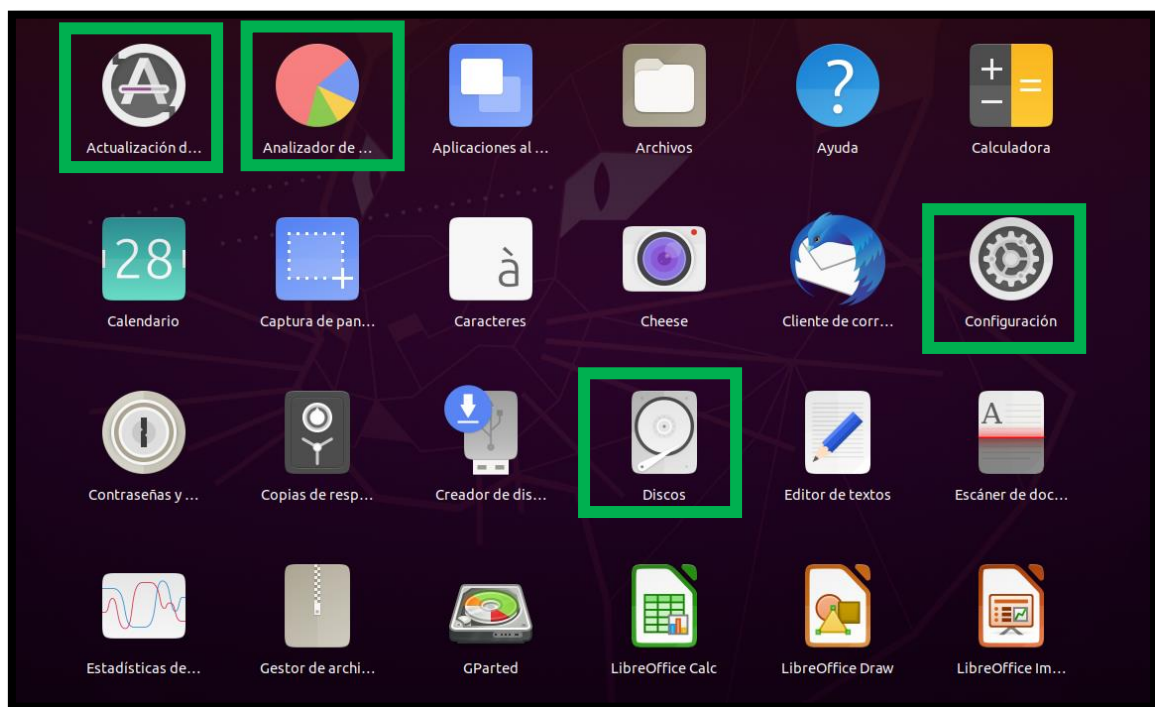 Actualización d...
Analizador de ...
Aplicaciones al ...
Archivos
Ayuda
Calculadora
28
à
Calendario
Captura de pan...
Caracteres
Cheese
Cliente de corr...
Configuración
A
Contraseñas y ...
Copias de resp...
Creador de dis...
Discos
Editor de textos
Escáner de doc...
Estadísticas de...
Gestor de archi...
GParted
LibreOffice Calc
LibreOffice Draw
LibreOffice Im...